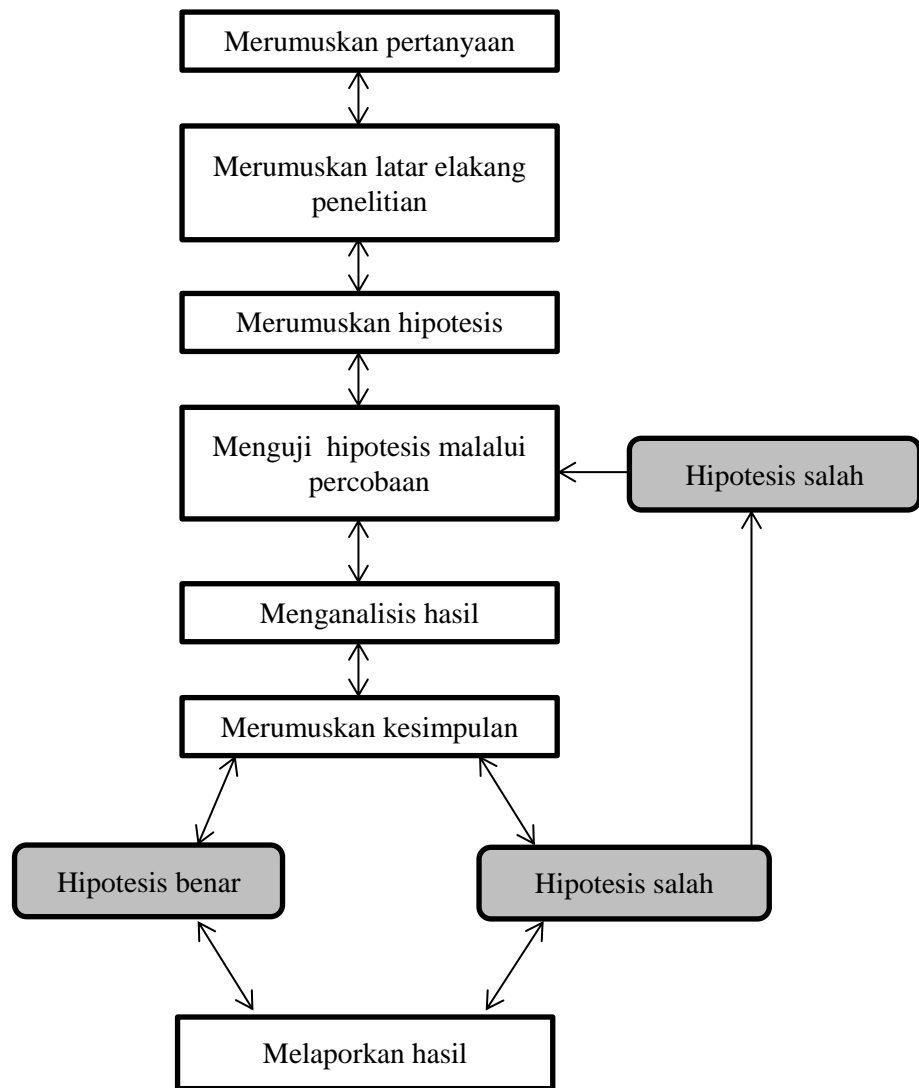 Merumuskan pertanyaan
Merumuskan latar elakang
penelitian
Merumuskan hipotesis
Menguji  hipotesis malalui
percobaan
Hipotesis salah
Menganalisis hasil
Merumuskan kesimpulan
Hipotesis benar
Hipotesis salah
Melaporkan hasil